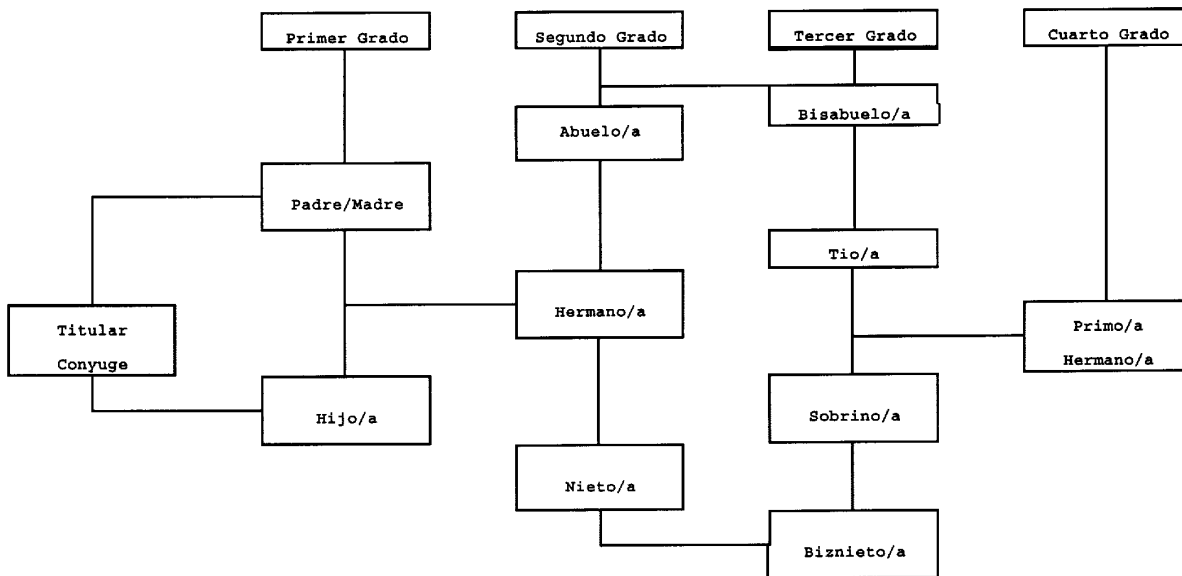 Primer Grado
Segundo Grado
Tercer Grado
Cuarto Grado
Abuelo/a
Bisabuelo/a
Padre/Madre
Tio/a
Titular
Conyuge
Hermano/a
Primo/a
Hermano/a
Hijo/a
Sobrino/a
Nieto/a
Biznieto/a